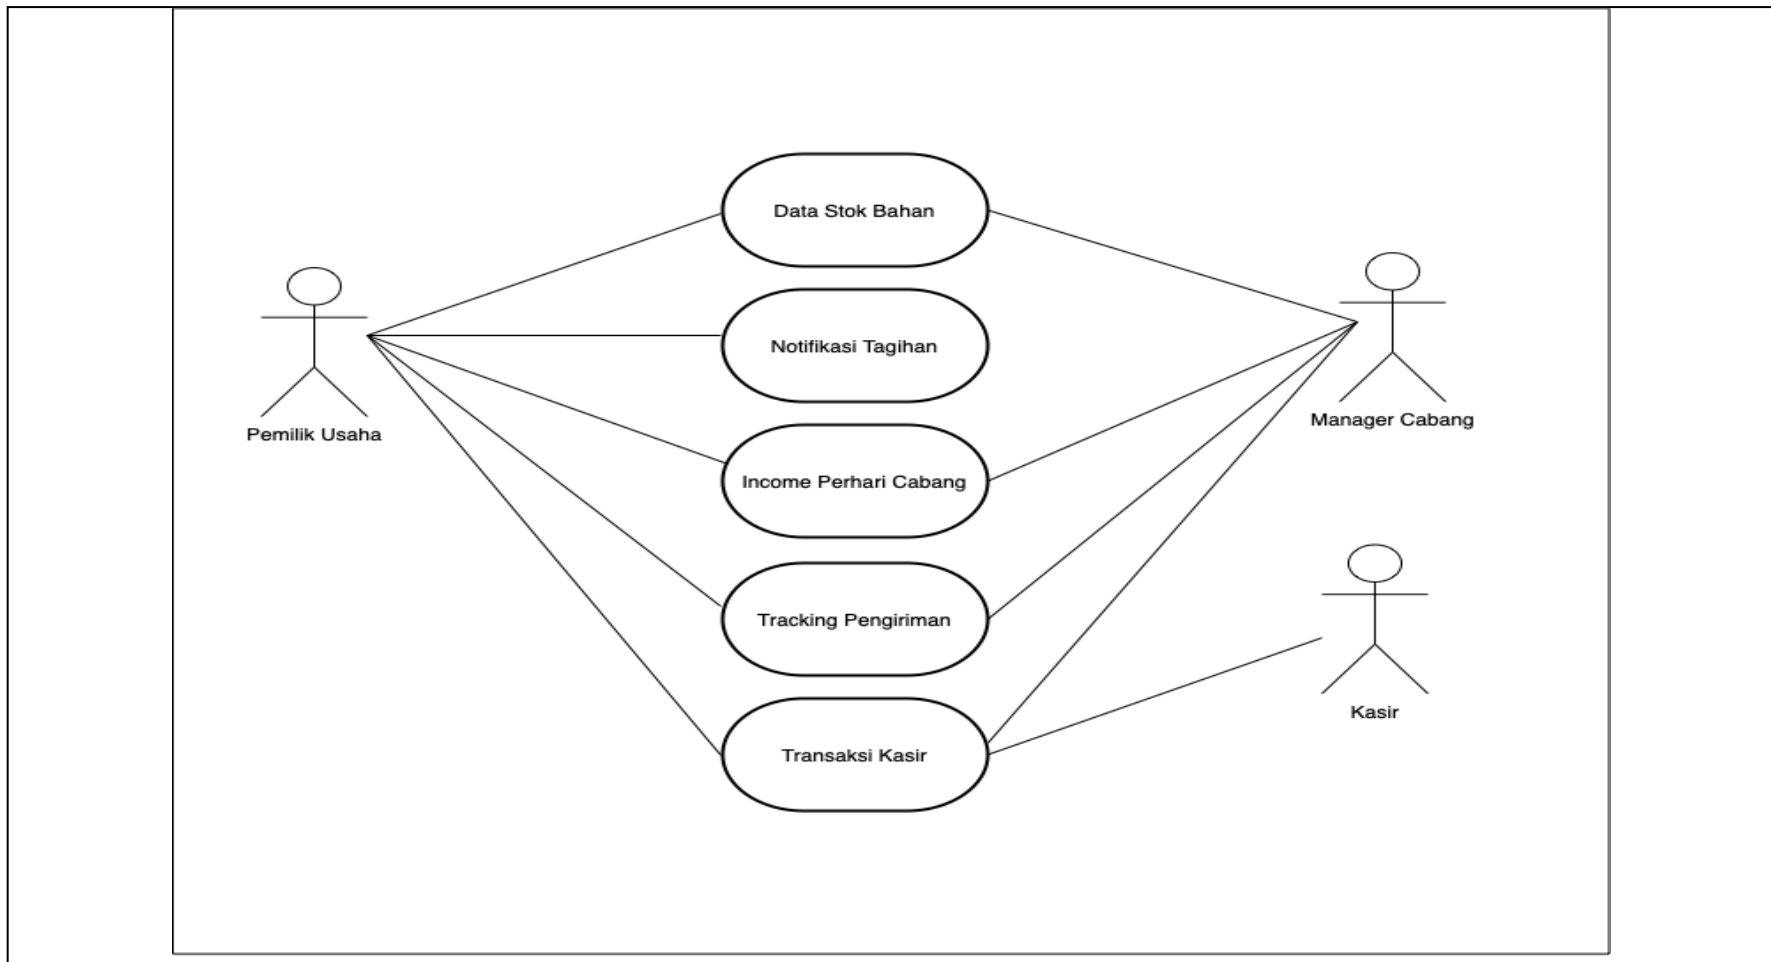 Data Stok Bahan
Notifikasi Tagihan
Pemilik Usaha
Manager Cabang
Income Perhari Cabang
Tracking Pengiriman
Kasir
Transaksi Kasir